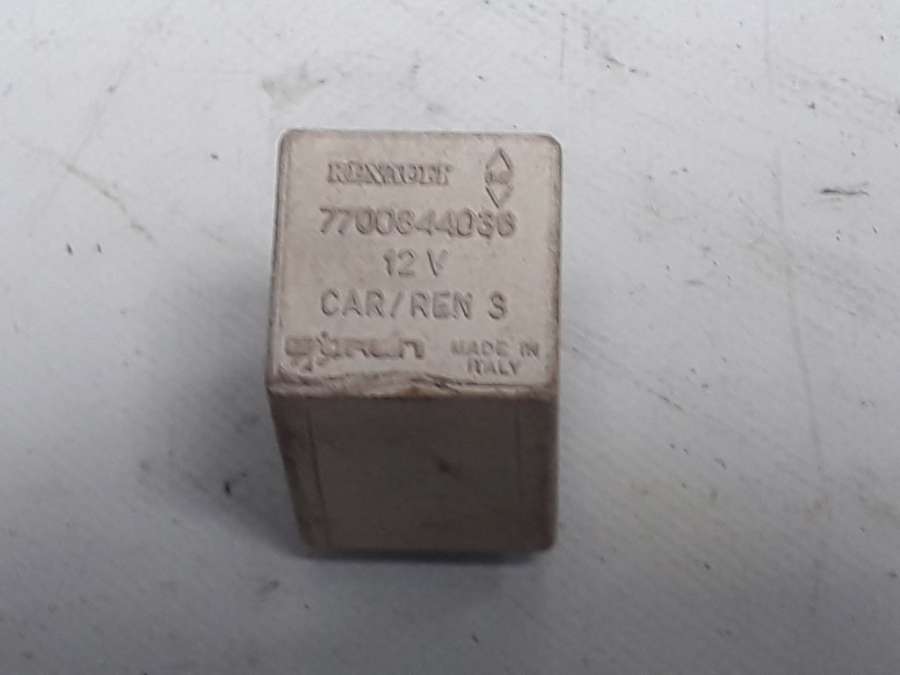 RENAULT
7700844036
12 V
CAR/REN 3
MADE IN
ITALY